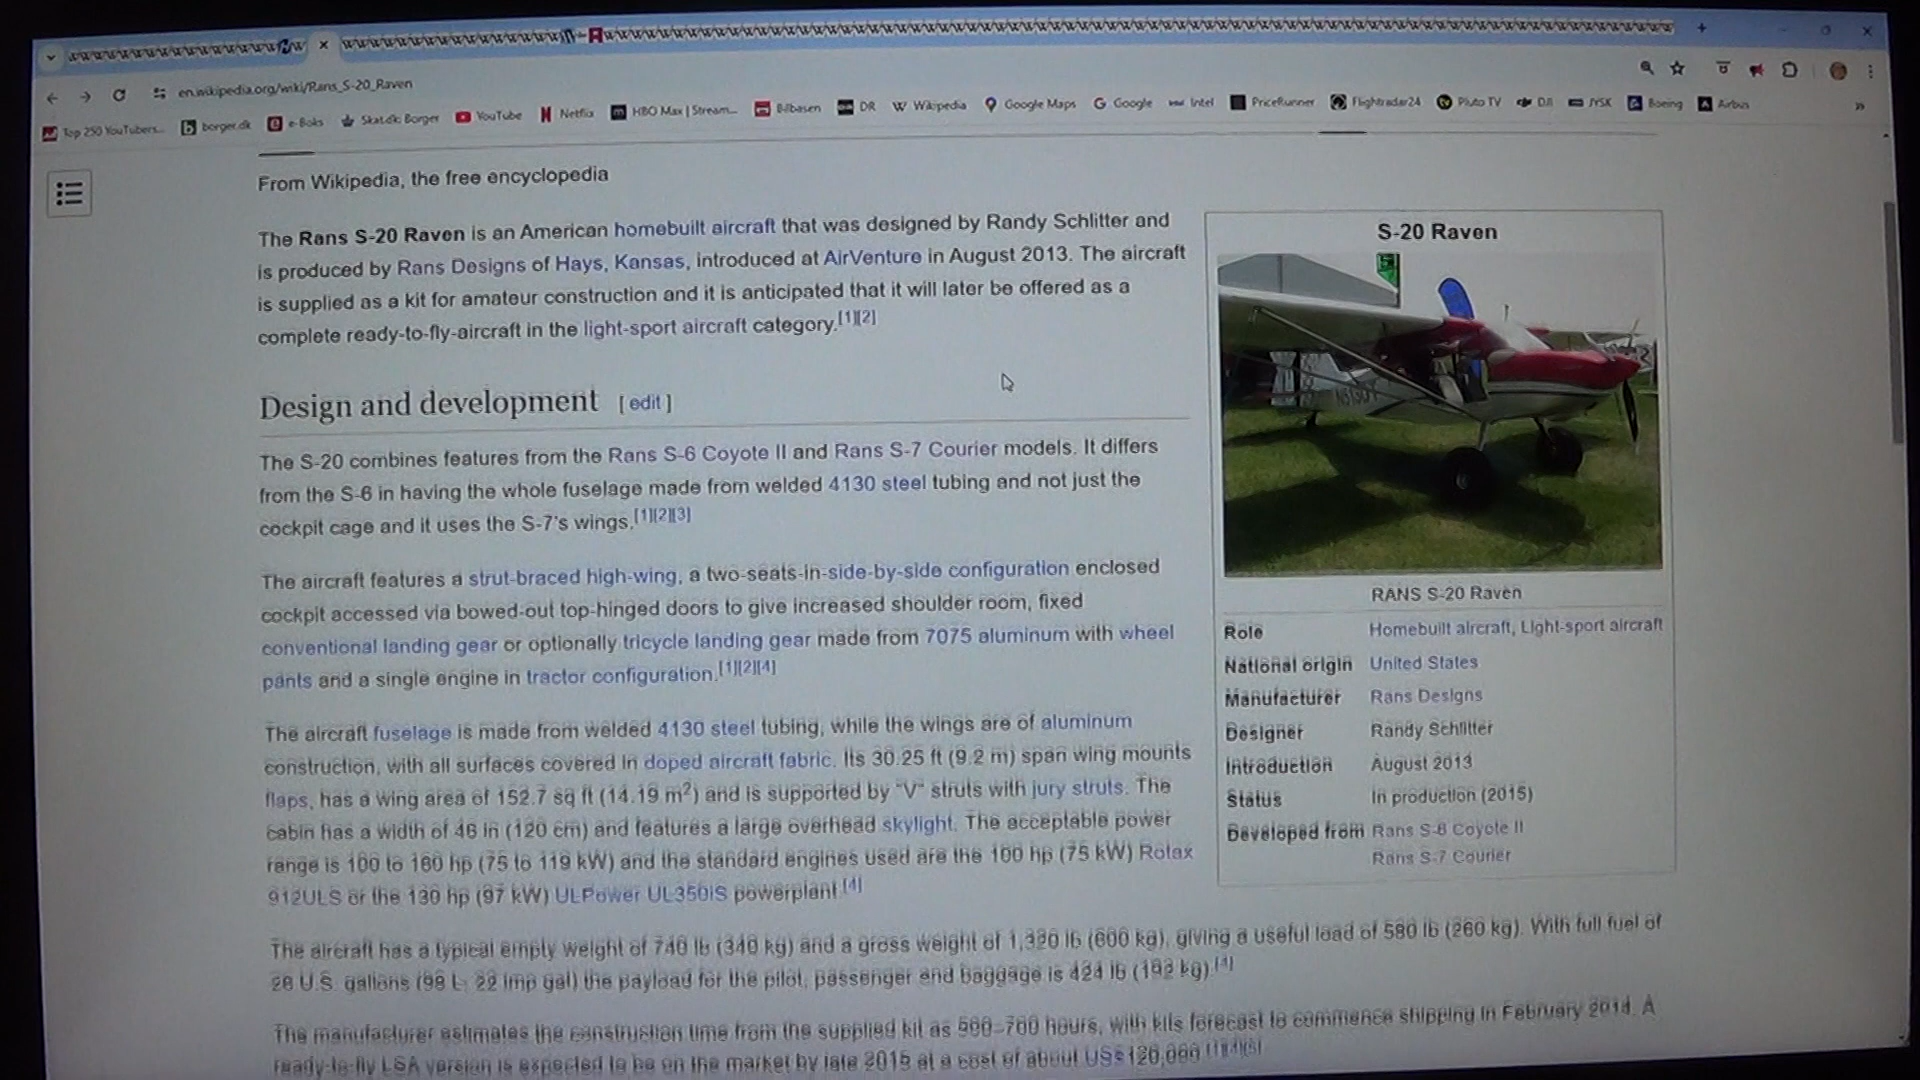 en.wikipedia.org/wiki/Rans_S-20_Raven
Top 250 YouTubers... borger.dk e-Boks Skat.dk: Borger YouTube Netflix HBO Max | Stream... Bilbasen DR Wikipedia Google Maps Google Intel PriceRunner Flightradar24 Pluto TV DJI JYSK Boeing Airbus
From Wikipedia, the free encyclopedia
The Rans S-20 Raven is an American homebuilt aircraft that was designed by Randy Schlitter and
is produced by Rans Designs of Hays, Kansas, introduced at AirVenture in August 2013. The aircraft
is supplied as a kit for amateur construction and it is anticipated that it will later be offered as a
complete ready-to-fly-aircraft in the light-sport aircraft category.[1][2]
Design and development [ edit ]
The S-20 combines features from the Rans S-6 Coyote II and Rans S-7 Courier models. It differs
from the S-6 in having the whole fuselage made from welded 4130 steel tubing and not just the
cockpit cage and it uses the S-7's wings.[1][2][3]
The aircraft features a strut-braced high-wing, a two-seats-in-side-by-side configuration enclosed
cockpit accessed via bowed-out top-hinged doors to give increased shoulder room, fixed
conventional landing gear or optionally tricycle landing gear made from 7075 aluminum with wheel
pants and a single engine in tractor configuration.[1][2][4]
The aircraft fuselage is made from welded 4130 steel tubing, while the wings are of aluminum
construction, with all surfaces covered in doped aircraft fabric. Its 30.25 ft (9.2 m) span wing mounts
flaps, has a wing area of 152.7 sq ft (14.19 m²) and is supported by "V" struts with jury struts. The
cabin has a width of 46 in (120 cm) and features a large overhead skylight. The acceptable power
range is 100 to 160 hp (75 to 119 kW) and the standard engines used are the 100 hp (75 kW) Rotax
912ULS or the 130 hp (97 kW) ULPower UL350iS powerplant.[4]
S-20 Raven
RANS S-20 Raven
Role Homebuilt aircraft, Light-sport aircraft
National origin United States
Manufacturer Rans Designs
Designer Randy Schlitter
Introduction August 2013
Status In production (2015)
Developed from Rans S-6 Coyote II
Rans S-7 Courier
The aircraft has a typical empty weight of 740 lb (340 kg) and a gross weight of 1,320 lb (600 kg), giving a useful load of 580 lb (260 kg). With full fuel of
26 U.S. gallons (98 L; 22 imp gal) the payload for the pilot, passenger and baggage is 424 lb (192 kg).[4]
The manufacturer estimates the construction time from the supplied kit as 500–700 hours, with kits forecast to commence shipping in February 2014. A
ready-to-fly LSA version is expected to be on the market by late 2015 at a cost of about US$120,000.[1][4][5]